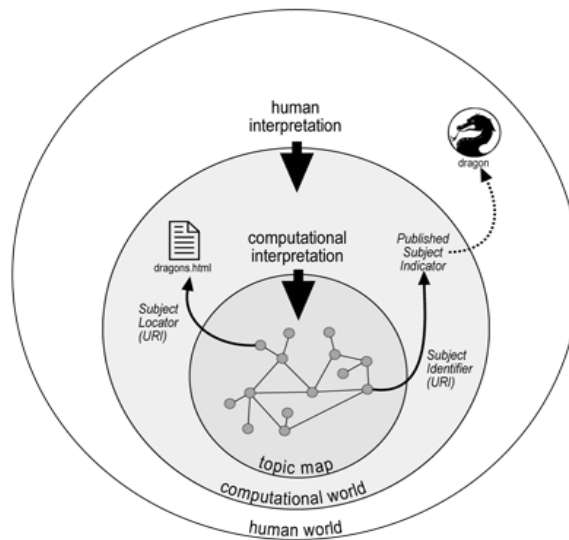 human
interpretation
dragon
computational
interpretation
dragons.html
Published
Subject
Indicator
Subject
Locator
(URI)
Subject
Identifier
(URI)
topic map
computational world
human world